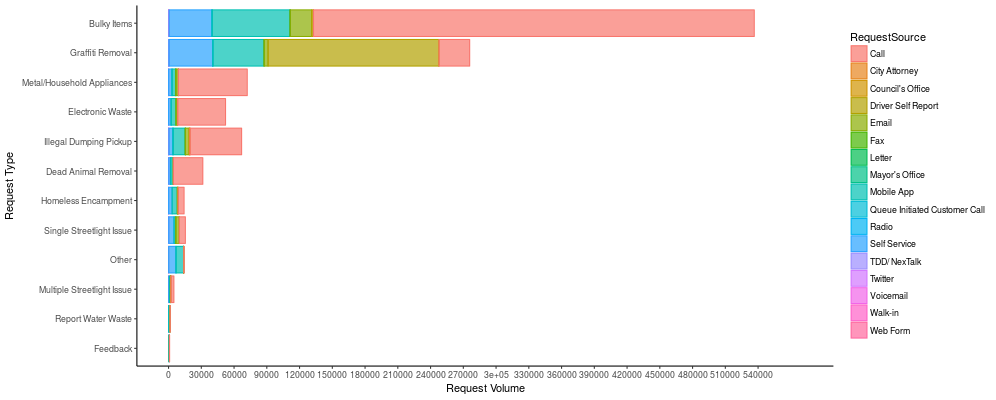 Request Type
Bulky Items
Graffiti Removal
Metal/Household Appliances
Electronic Waste
Illegal Dumping Pickup
Dead Animal Removal
Homeless Encampment
Single Streetlight Issue
Other
Multiple Streetlight Issue
Report Water Waste
Feedback
0 30000 60000 90000 120000 150000 180000 210000 240000 270000 3e+05 330000 360000 390000 420000 450000 480000 510000 540000
Request Volume
RequestSource
Call
City Attorney
Council's Office
Driver Self Report
Email
Fax
Letter
Mayor's Office
Mobile App
Queue Initiated Customer Call
Radio
Self Service
TDD/NexTalk
Twitter
Voicemail
Walk-in
Web Form